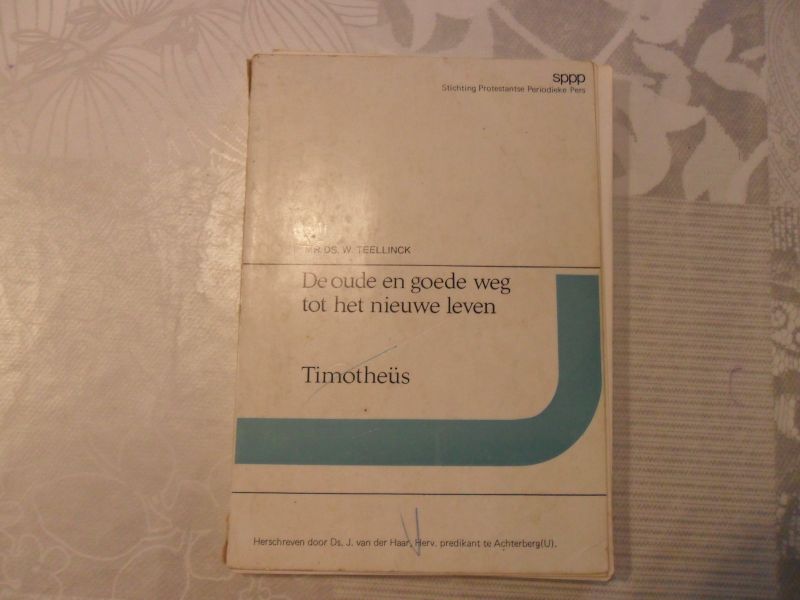 sppp
Stichting Protestantse Periodieke Pers
MR. DS. W. TEELLINCK
De oude en goede weg
tot het nieuwe leven
Timotheüs
Herschreven door Ds. J. van der Haar, Herv. predikant te Achterberg(U).